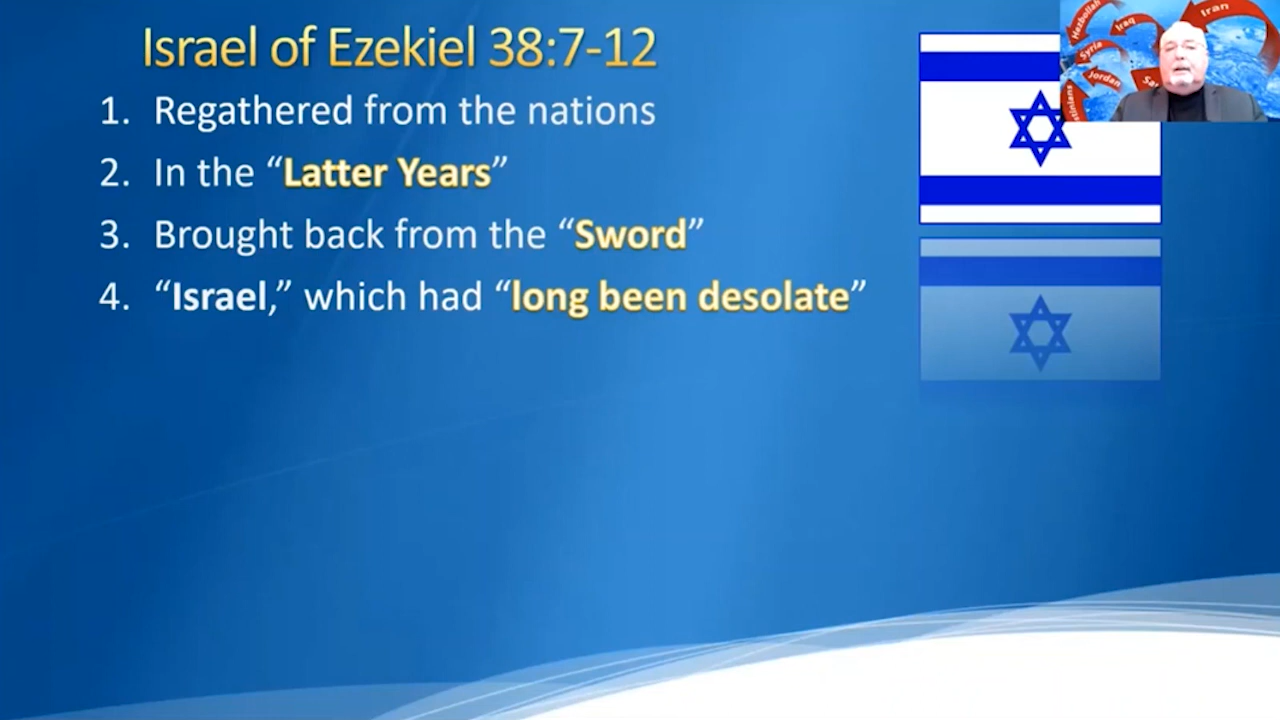 Israel of Ezekiel 38:7-12
1. Regathered from the nations
2. In the “Latter Years”
3. Brought back from the “Sword”
4. “Israel,” which had “long been desolate”
Hezbollah
Iraq
Iran
Syria
Jordan